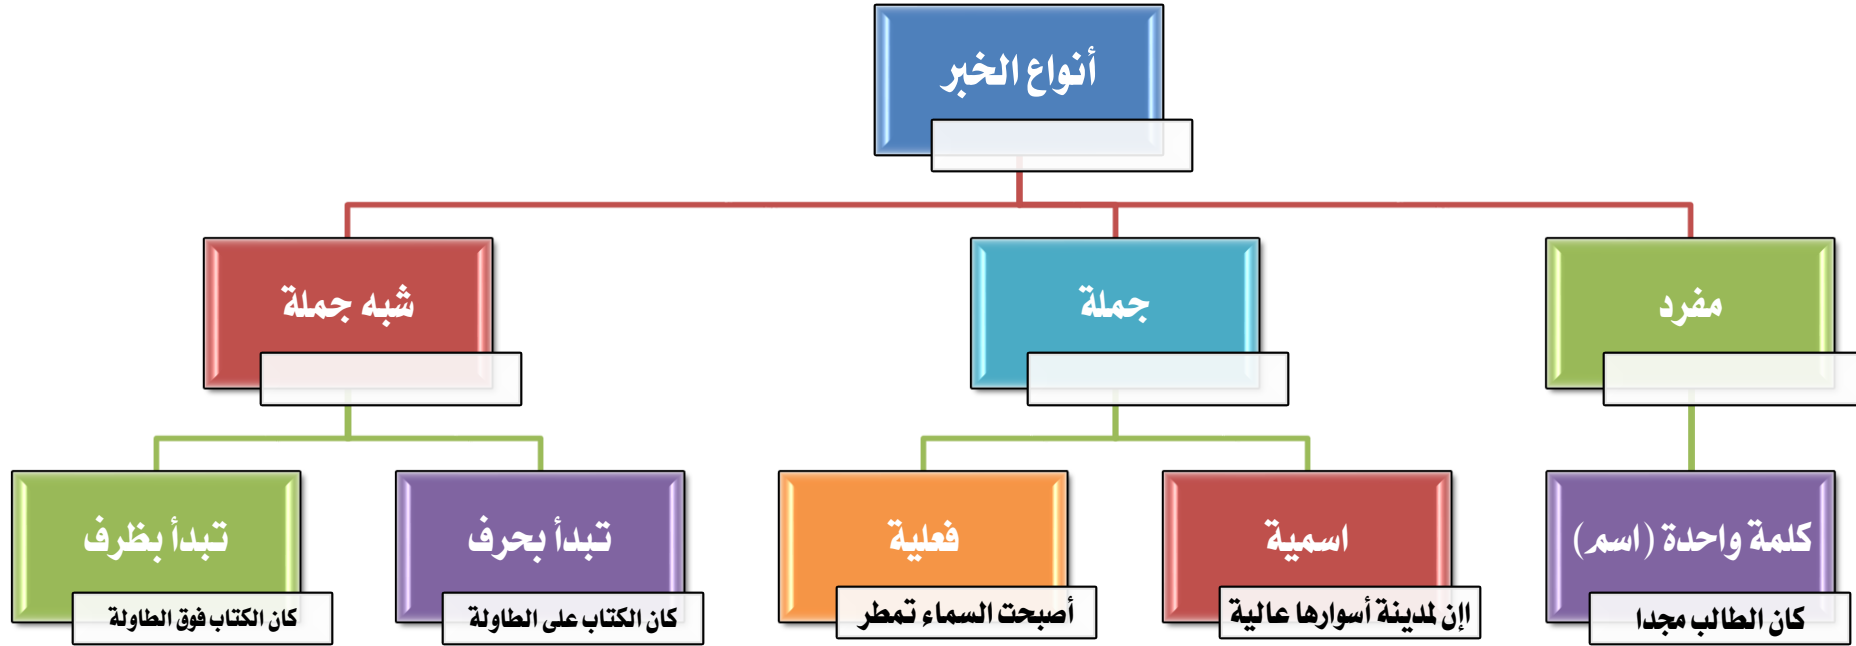 أنواع الخبر
مفرد
جملة
شبه جملة
كلمة واحدة (اسم)
كان الطالب مجدا
اسمية
اإن لمدينة أسوارها عالية
فعلية
أصبحت السماء تمطر
تبدأ بحرف
كان الكتاب على الطاولة
تبدأ بظرف
كان الكتاب فوق الطاولة